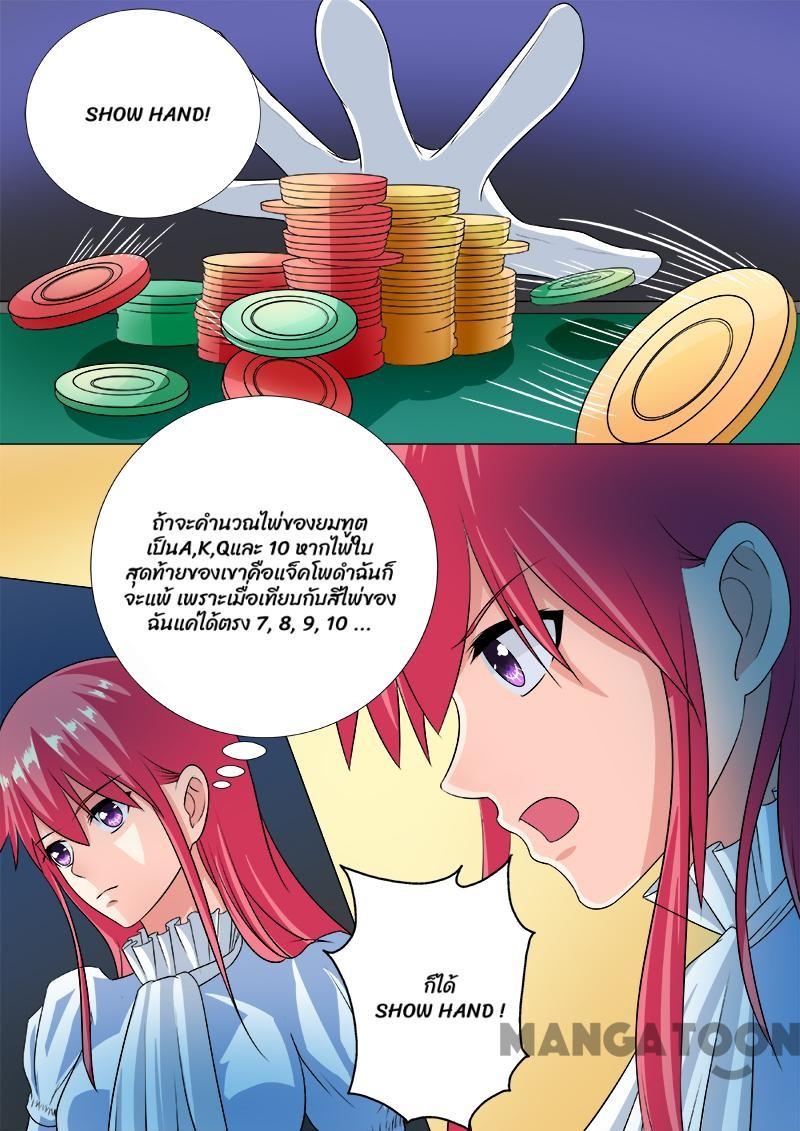 SHOW HAND!
ถ้าจะคำนวณไพ่ของยมทูต
เป็นA,K,Qและ 10 หากไพ่ใบ
สุดท้ายของเขาคือแจ็คโพดำฉันก็
จะแพ้ เพราะเมื่อเทียบกับสีไพ่ของ
ฉันแค่ได้ตรง 7, 8, 9, 10 ...
ก็ได้
SHOW HAND !
MANGATOON